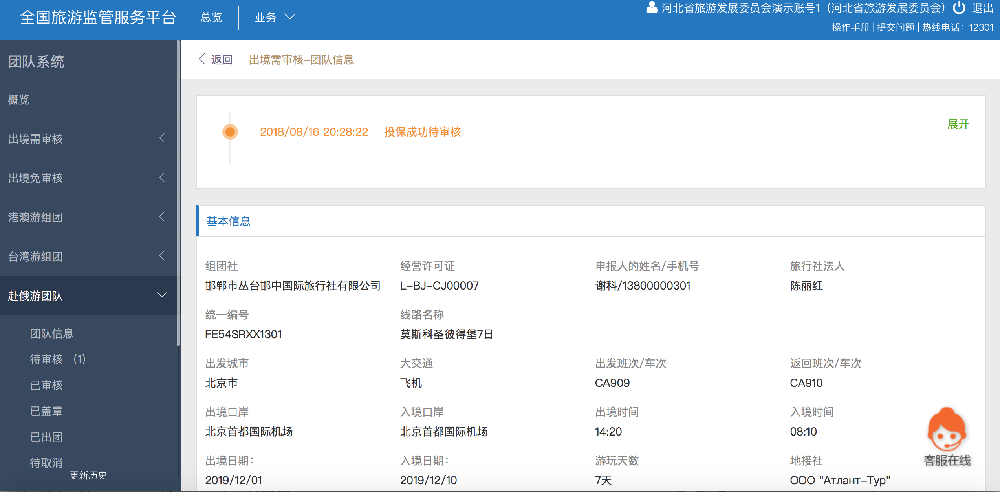 全国旅游监管服务平台 总览 业务
河北省旅游发展委员会演示账号1（河北省旅游发展委员会） 退出
操作手册 | 提交问题 | 热线电话：12301
团队系统
概览
出境需审核
出境免审核
港澳游组团
台湾游组团
赴俄游团队
团队信息
待审核 （1）
已审核
已盖章
已出团
待取消
更新历史
返回 出境需审核-团队信息
2018/08/16 20:28:22 投保成功待审核
展开
基本信息
组团社 经营许可证 申报人的姓名/手机号 旅行社法人
邯郸市丛台邯中国际旅行社有限公司 L-BJ-CJ00007 谢科/13800000301 陈丽红
统一编号 线路名称
FE54SRXX1301 莫斯科圣彼得堡7日
出发城市 大交通 出发班次/车次 返回班次/车次
北京市 飞机 CA909 CA910
出境口岸 入境口岸 出境时间 入境时间
北京首都国际机场 北京首都国际机场 14:20 08:10
出境日期： 入境日期： 游玩天数 地接社
2019/12/01 2019/12/10 7天 ООО "Атлант-Тур"
客服在线